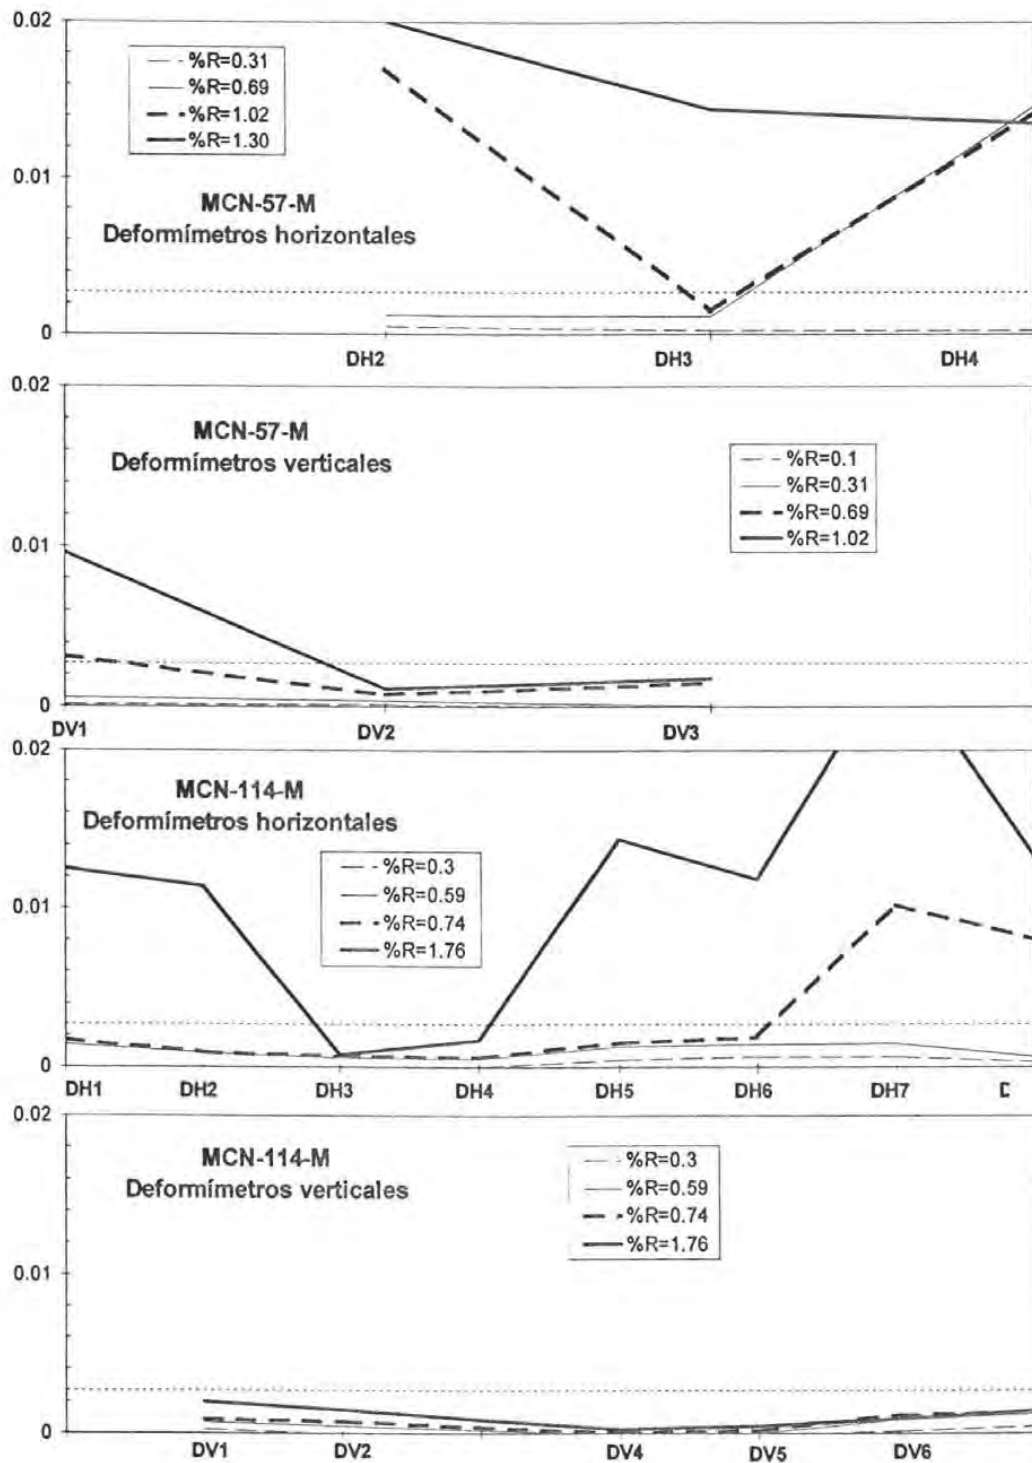 0.02
%R=0.31
%R=0.69
%R=1.02
%R=1.30
0.01
MCN-57-M
Deformímetros horizontales
0
DH2 DH3 DH4
0.02
MCN-57-M
Deformímetros verticales
%R=0.1
%R=0.31
%R=0.69
%R=1.02
0.01
0
DV1 DV2 DV3
0.02
MCN-114-M
Deformímetros horizontales
%R=0.3
%R=0.59
%R=0.74
%R=1.76
0.01
0
DH1 DH2 DH3 DH4 DH5 DH6 DH7 D
0.02
MCN-114-M
Deformímetros verticales
%R=0.3
%R=0.59
%R=0.74
%R=1.76
0.01
0
DV1 DV2 DV4 DV5 DV6